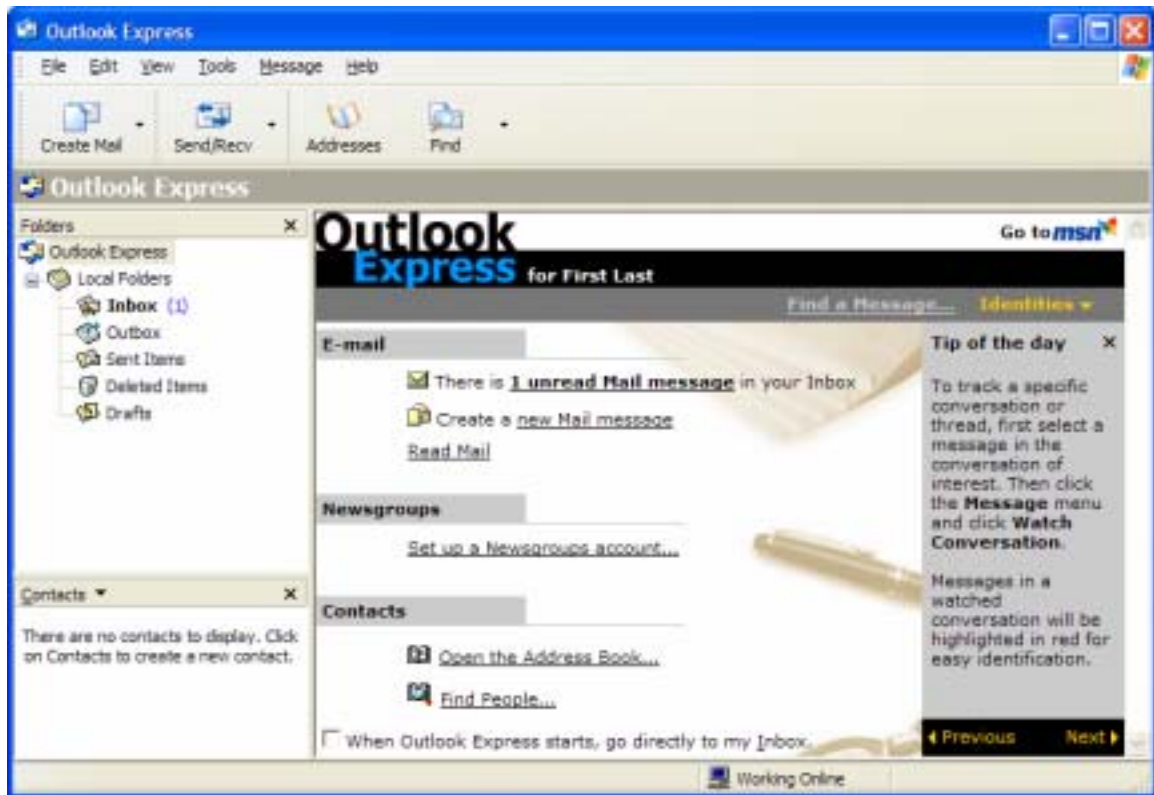 Outlook Express
File Edit View Tools Message Help
Create Mail Send/Recv Addresses Find
Outlook Express
Folders
Outlook Express
Local Folders
Inbox (1)
Outbox
Sent Items
Deleted Items
Drafts
Contacts
There are no contacts to display. Click
on Contacts to create a new contact.
Outlook
Express for First Last
Go to msn
Find a Message... Identities
E-mail
There is 1 unread Mail message in your Inbox
Create a new Mail message
Read Mail
Newsgroups
Set up a Newsgroups account...
Contacts
Open the Address Book...
Find People...
When Outlook Express starts, go directly to my Inbox.
Tip of the day
To track a specific
conversation or
thread, first select a
message in the
conversation of
interest. Then click
the Message menu
and click Watch
Conversation.
Messages in a
watched
conversation will be
highlighted in red for
easy identification.
Previous Next
Working Online